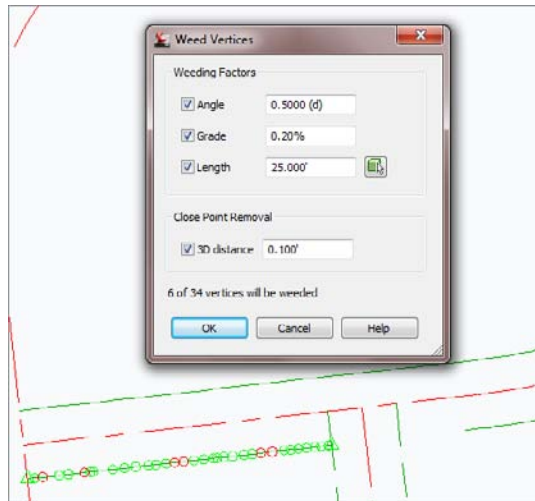 Weed Vertices
Weeding Factors
Angle 0.5000 (d)
Grade 0.20%
Length 25.000'
Close Point Removal
3D distance 0.100'
6 of 34 vertices will be weeded
OK Cancel Help